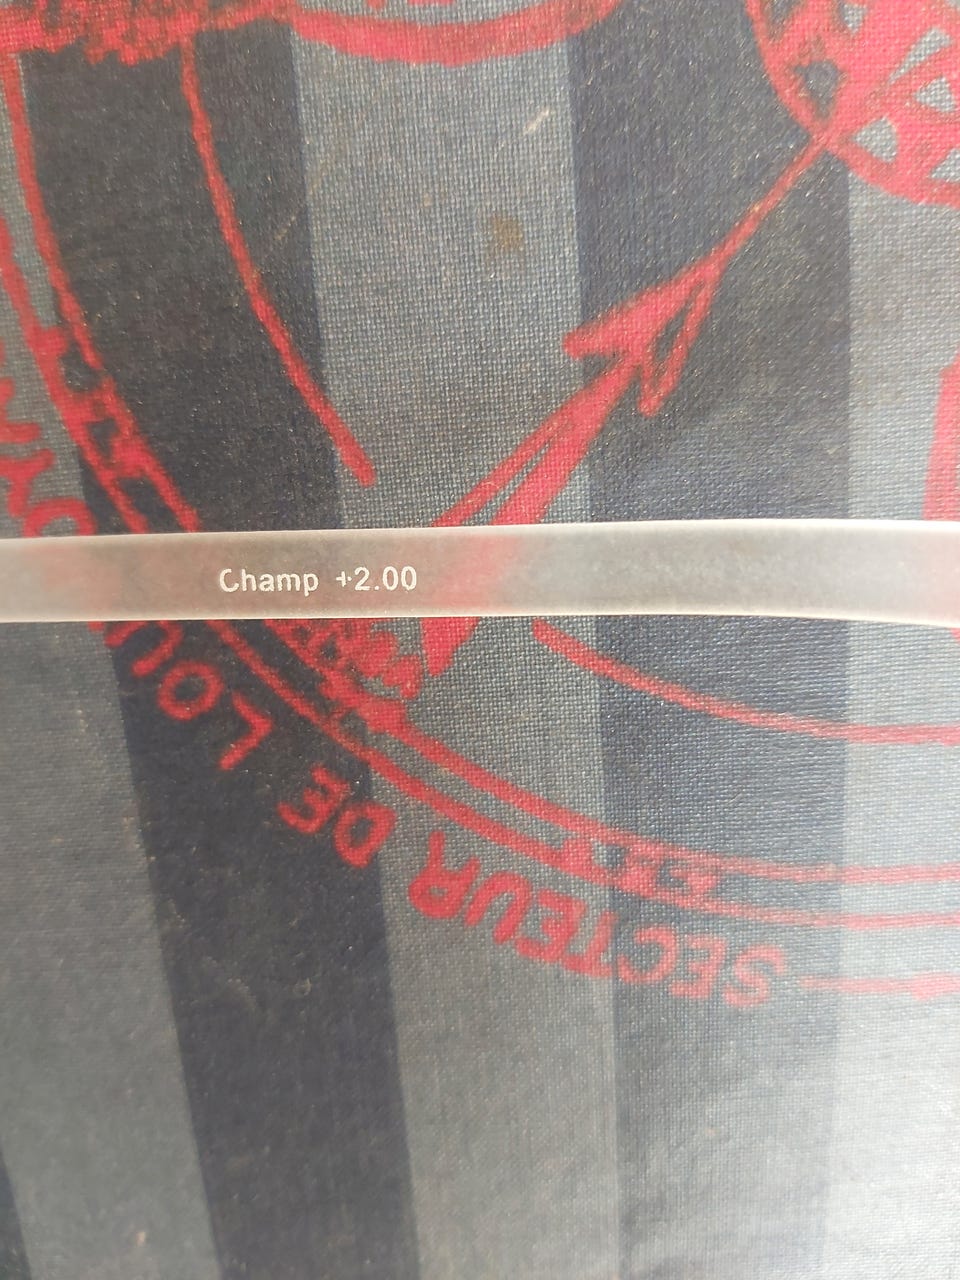 Champ +2.00
SECTEUR DE LOU